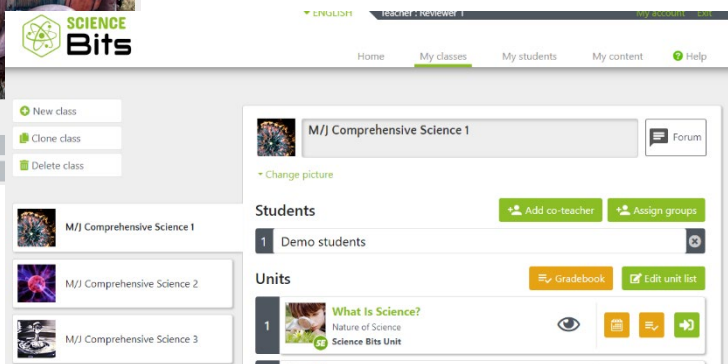 ENGLISH Teacher: Reviewer 1 My account Exit
SCIENCE
Bits
Home My classes My students My content Help
New class
Clone class
Delete class
M/J Comprehensive Science 1
M/J Comprehensive Science 2
M/J Comprehensive Science 3
M/J Comprehensive Science 1
Forum
Change picture
Students
Add co-teacher
Assign groups
1 Demo students
Units
Gradebook
Edit unit list
1
What Is Science?
Nature of Science
SE Science Bits Unit